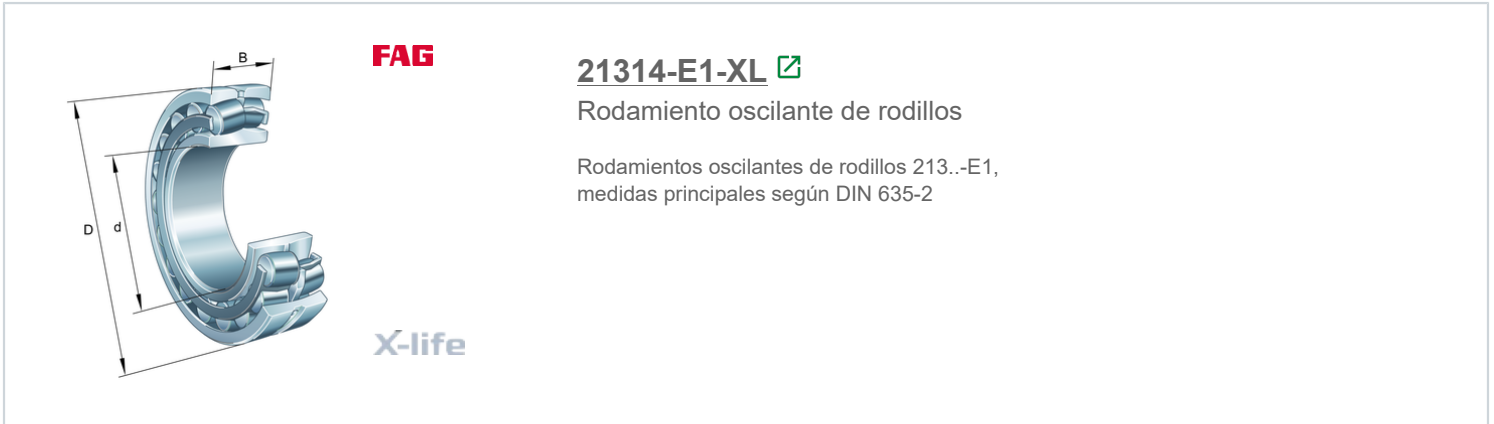 B
FAG
21314-E1-XL
Rodamiento oscilante de rodillos
Rodamientos oscilantes de rodillos 213..-E1,
medidas principales según DIN 635-2
D
d
X-life